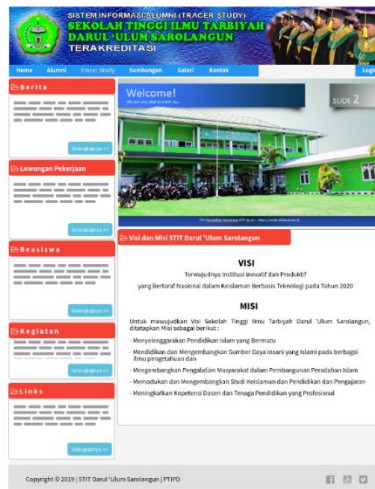 SISTEM INFORMASI ALUMNI (TRACER STUDY)
SEKOLAH TINGGI ILMU TARBIYAH
DARUL 'ULUM SAROLANGUN
TERAKREDITASI
Home Alumni Tracer Study Sumbangan Galeri Kontak Login
Berita
Selengkapnya >>
Lowongan Pekerjaan
Selengkapnya >>
Beasiswa
Selengkapnya >>
Kegiatan
Selengkapnya >>
Links
Selengkapnya >>
Welcome!
SLIDE 2
Visi dan Misi STIT Darul 'Ulum Sarolangun
VISI
Terwujudnya Institusi Inovatif dan Produktif
yang Bertaraf Nasional dalam Keislaman Berbasis Teknologi pada Tahun 2020
MISI
Untuk mewujudkan Visi Sekolah Tinggi Ilmu Tarbiyah Darul 'Ulum Sarolangun,
ditetapkan Misi sebagai berikut :
- Menyelenggarakan Pendidikan Islam yang Bermutu
- Mendidikan dan Mengembangkan Sumber Daya Insani yang Islami pada berbagai
ilmu pengetahuan dan
- Mengembangkan Pengabdian Masyarakat dalam Pembangunan Peradaban Islam
- Memadukan dan Mengembangkan Studi Keislaman dan Pendidikan dan Pengajaran
- Meningkatkan Kopetensi Dosen dan Tenaga Pendidikan yang Profesional
Copyright © 2019 | STIT Darul 'Ulum Sarolangun | PTIPD